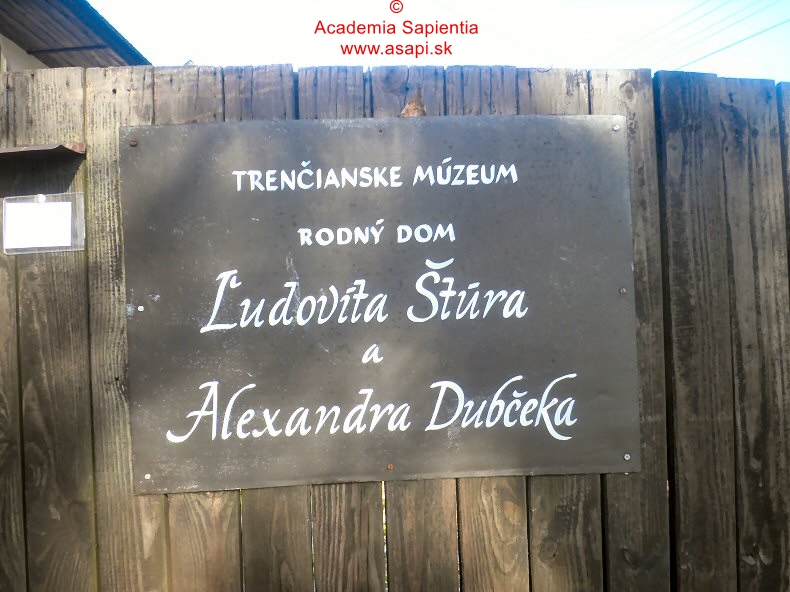 ©
Academia Sapientia
www.asapi.sk
TRENČIANSKE MÚZEUM
RODNÝ DOM
Ľudovíta Štúra
a
Alexandra Dubčeka